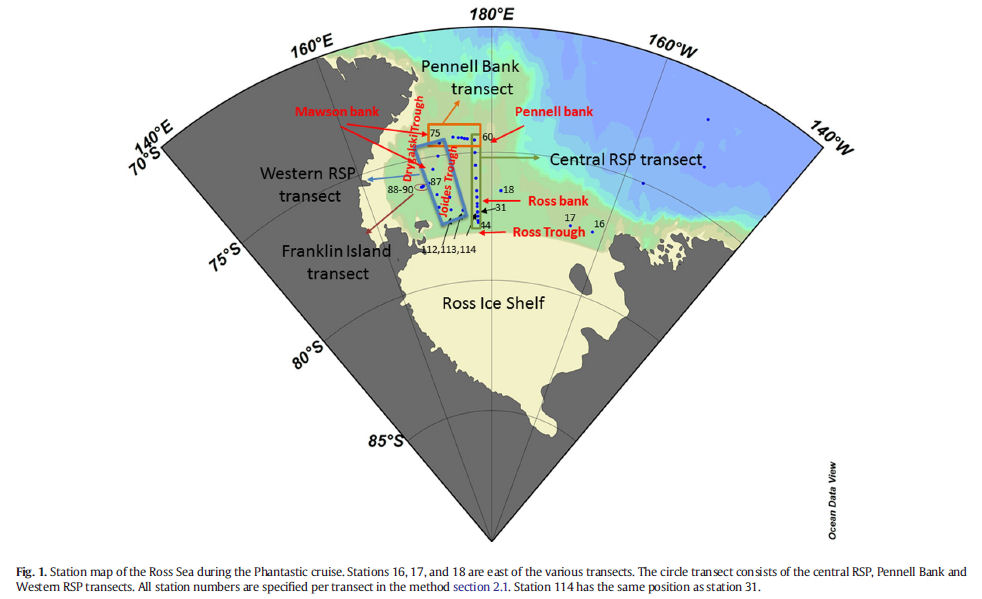 180°E
160°E
160°W
140°E
140°W
70°S
Pennell Bank
transect
Mawson bank
Drygalski Trough
Pennell bank
75
60
Central RSP transect
Western RSP
transect
87
88-90
Joides Trough
18
Ross bank
31
17
16
44
Ross Trough
75°S
Franklin Island
transect
112,113,114
Ross Ice Shelf
80°S
85°S
Ocean Data View
Fig. 1. Station map of the Ross Sea during the Phantastic cruise. Stations 16, 17, and 18 are east of the various transects. The circle transect consists of the central RSP, Pennell Bank and
Western RSP transects. All station numbers are specified per transect in the method section 2.1. Station 114 has the same position as station 31.